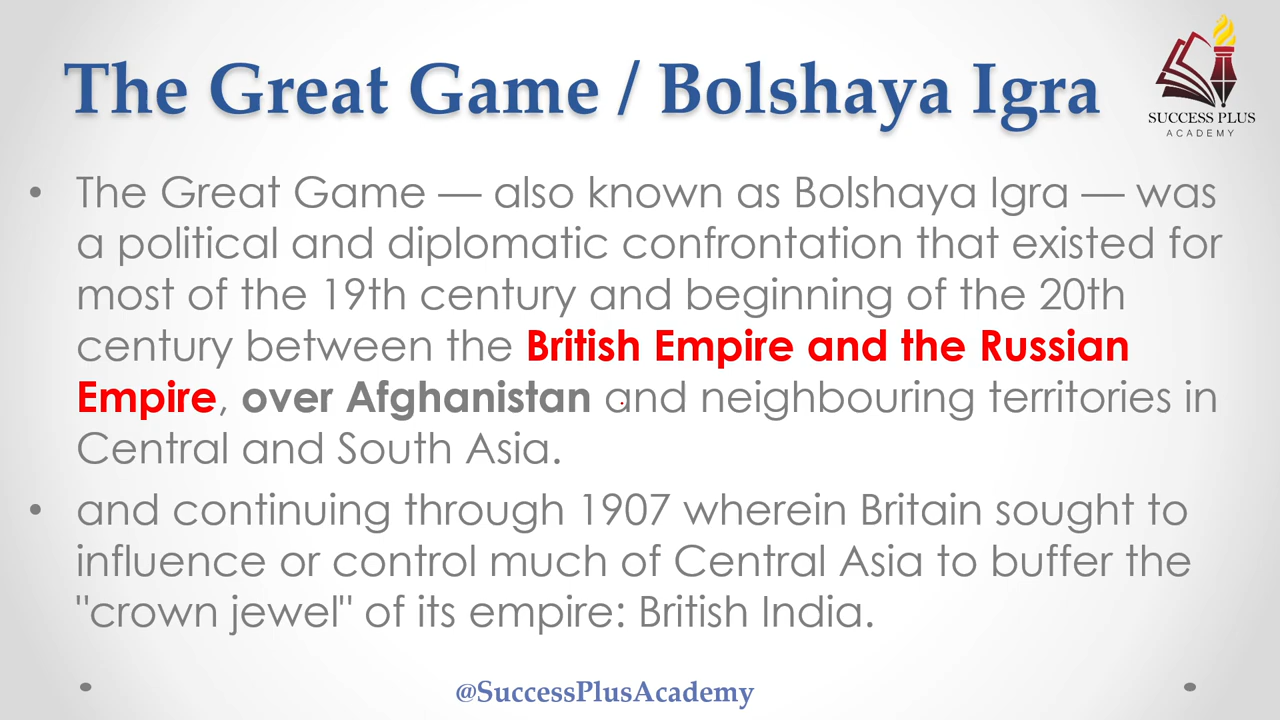 The Great Game / Bolshaya Igra
SUCCESS PLUS
ACADEMY
• The Great Game — also known as Bolshaya Igra — was
a political and diplomatic confrontation that existed for
most of the 19th century and beginning of the 20th
century between the British Empire and the Russian
Empire, over Afghanistan and neighbouring territories in
Central and South Asia.
• and continuing through 1907 wherein Britain sought to
influence or control much of Central Asia to buffer the
"crown jewel" of its empire: British India.
@SuccessPlusAcademy